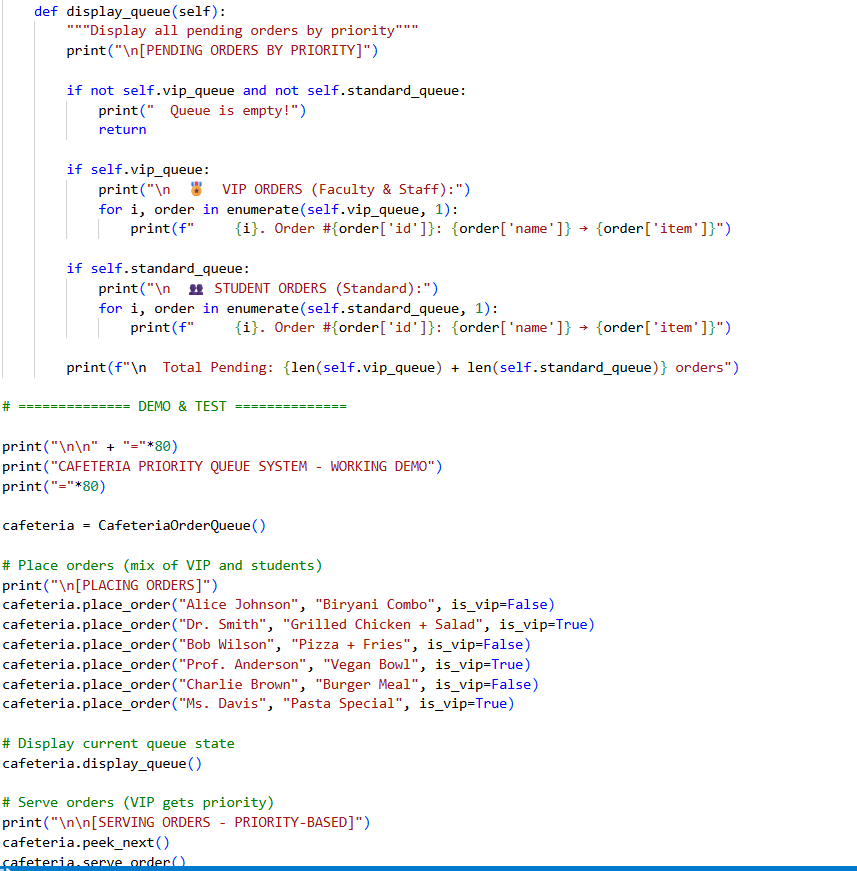 def display_queue(self):
"""Display all pending orders by priority"""
print("\n[PENDING ORDERS BY PRIORITY]")
if not self.vip_queue and not self.standard_queue:
print("  Queue is empty!")
return
if self.vip_queue:
print("\n  🎖️  VIP ORDERS (Faculty & Staff):")
for i, order in enumerate(self.vip_queue, 1):
print(f"     {i}. Order #{order['id']}: {order['name']} → {order['item']}")
if self.standard_queue:
print("\n  👥 STUDENT ORDERS (Standard):")
for i, order in enumerate(self.standard_queue, 1):
print(f"     {i}. Order #{order['id']}: {order['name']} → {order['item']}")
print(f"\n  Total Pending: {len(self.vip_queue) + len(self.standard_queue)} orders")
# ============== DEMO & TEST ==============
print("\n\n" + "="*80)
print("CAFETERIA PRIORITY QUEUE SYSTEM - WORKING DEMO")
print("="*80)
cafeteria = CafeteriaOrderQueue()
# Place orders (mix of VIP and students)
print("\n[PLACING ORDERS]")
cafeteria.place_order("Alice Johnson", "Biryani Combo", is_vip=False)
cafeteria.place_order("Dr. Smith", "Grilled Chicken + Salad", is_vip=True)
cafeteria.place_order("Bob Wilson", "Pizza + Fries", is_vip=False)
cafeteria.place_order("Prof. Anderson", "Vegan Bowl", is_vip=True)
cafeteria.place_order("Charlie Brown", "Burger Meal", is_vip=False)
cafeteria.place_order("Ms. Davis", "Pasta Special", is_vip=True)
# Display current queue state
cafeteria.display_queue()
# Serve orders (VIP gets priority)
print("\n\n[SERVING ORDERS - PRIORITY-BASED]")
cafeteria.peek_next()
cafeteria.serve_order()